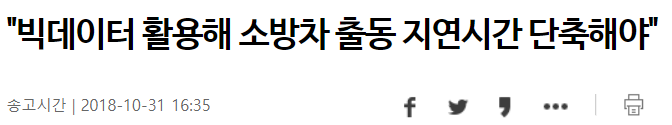 "빅데이터 활용해 소방차 출동 지연시간 단축해야"
송고시간 | 2018-10-31 16:35